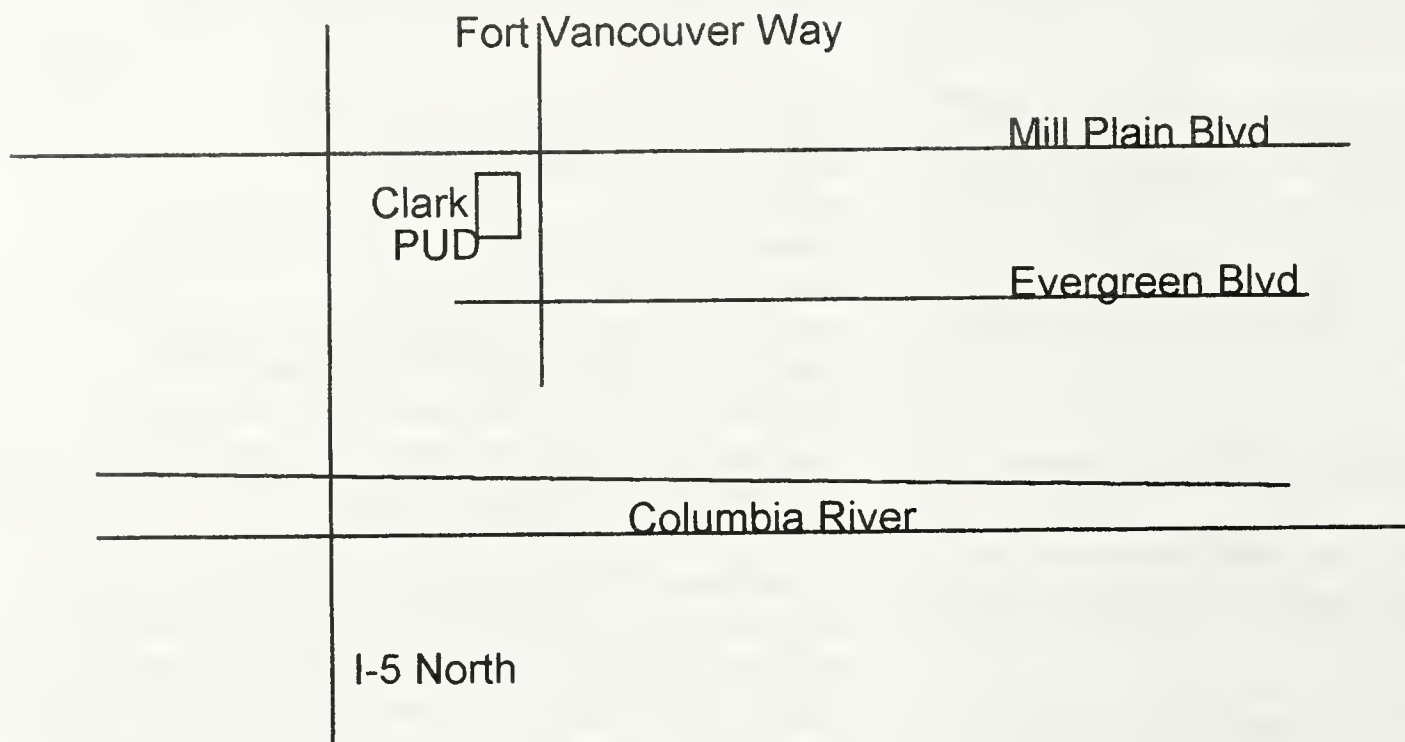 Fort Vancouver Way
Mill Plain Blvd
Clark
PUD
Evergreen Blvd
Columbia River
I-5 North